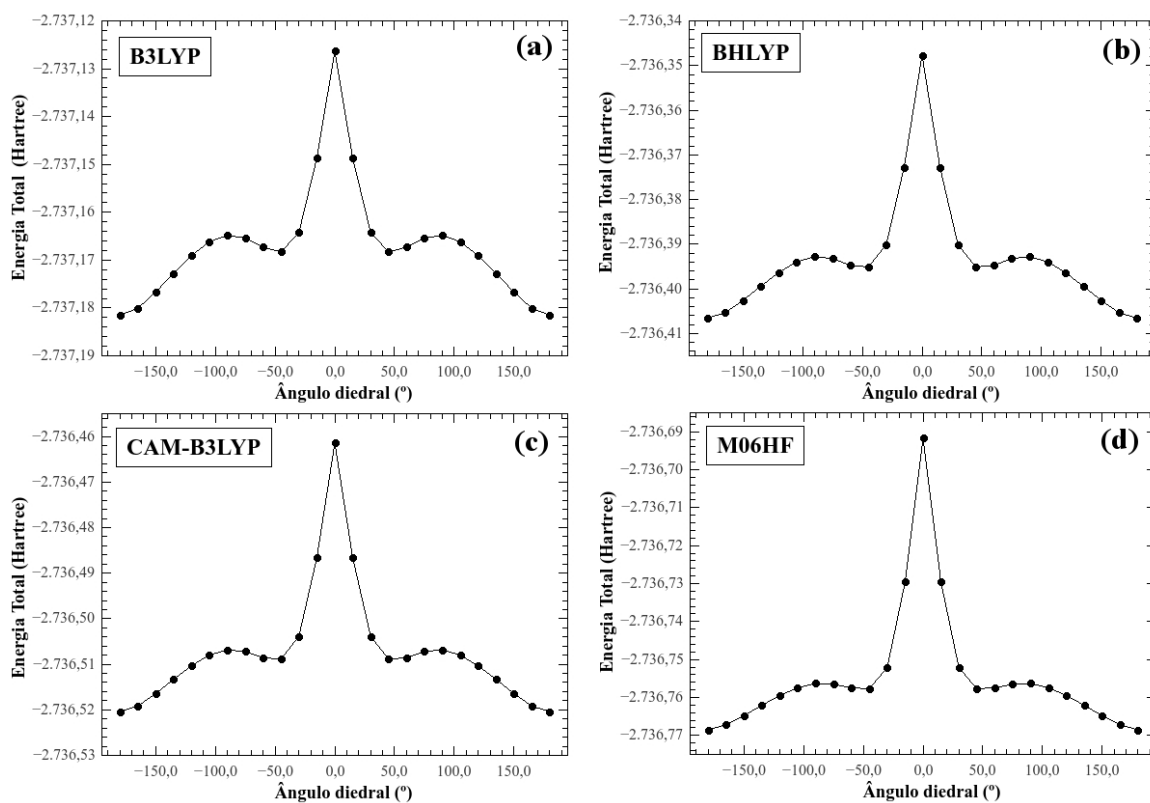 B3LYP
(a)
Energia Total (Hartree)
−2.737,12
−2.737,13
−2.737,14
−2.737,15
−2.737,16
−2.737,17
−2.737,18
−2.737,19
−150,0 −100,0 −50,0 0,0 50,0 100,0 150,0
Ângulo diedral (º)
BHLYP
(b)
Energia Total (Hartree)
−2.736,34
−2.736,35
−2.736,36
−2.736,37
−2.736,38
−2.736,39
−2.736,40
−2.736,41
−150,0 −100,0 −50,0 0,0 50,0 100,0 150,0
Ângulo diedral (º)
CAM-B3LYP
(c)
Energia Total (Hartree)
−2.736,46
−2.736,47
−2.736,48
−2.736,49
−2.736,50
−2.736,51
−2.736,52
−2.736,53
−150,0 −100,0 −50,0 0,0 50,0 100,0 150,0
Ângulo diedral (º)
M06HF
(d)
Energia Total (Hartree)
−2.736,69
−2.736,70
−2.736,71
−2.736,72
−2.736,73
−2.736,74
−2.736,75
−2.736,76
−2.736,77
−150,0 −100,0 −50,0 0,0 50,0 100,0 150,0
Ângulo diedral (º)